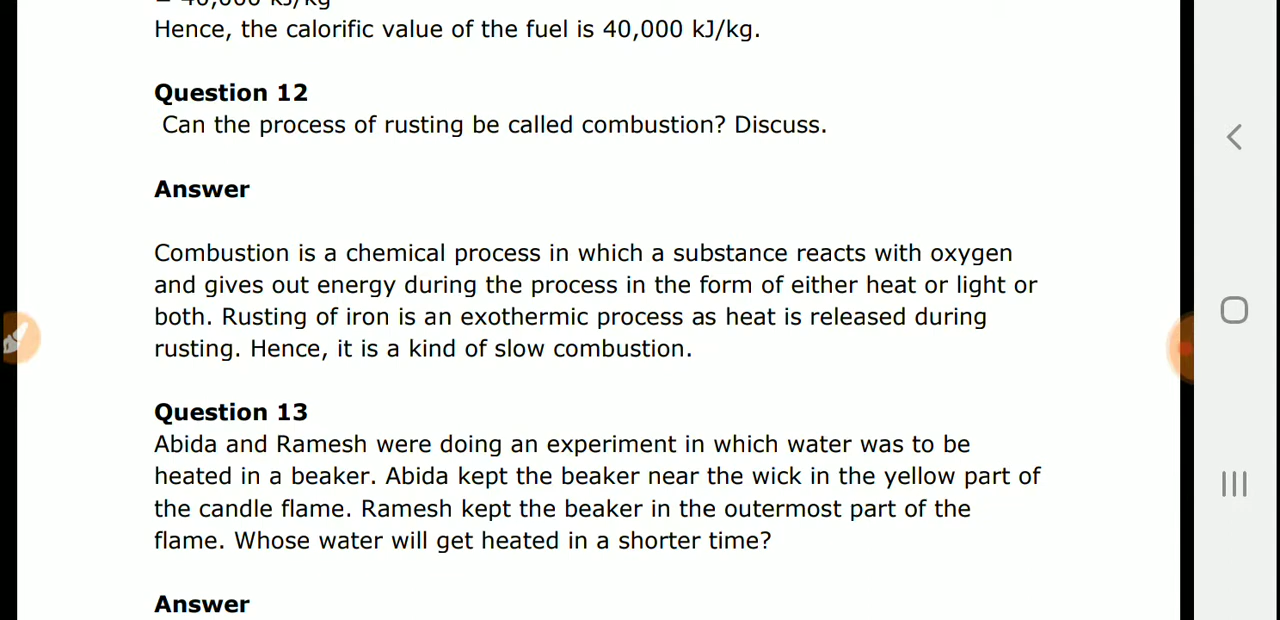 = 40,000 kJ/kg
Hence, the calorific value of the fuel is 40,000 kJ/kg.
Question 12
Can the process of rusting be called combustion? Discuss.
Answer
Combustion is a chemical process in which a substance reacts with oxygen
and gives out energy during the process in the form of either heat or light or
both. Rusting of iron is an exothermic process as heat is released during
rusting. Hence, it is a kind of slow combustion.
Question 13
Abida and Ramesh were doing an experiment in which water was to be
heated in a beaker. Abida kept the beaker near the wick in the yellow part of
the candle flame. Ramesh kept the beaker in the outermost part of the
flame. Whose water will get heated in a shorter time?
Answer